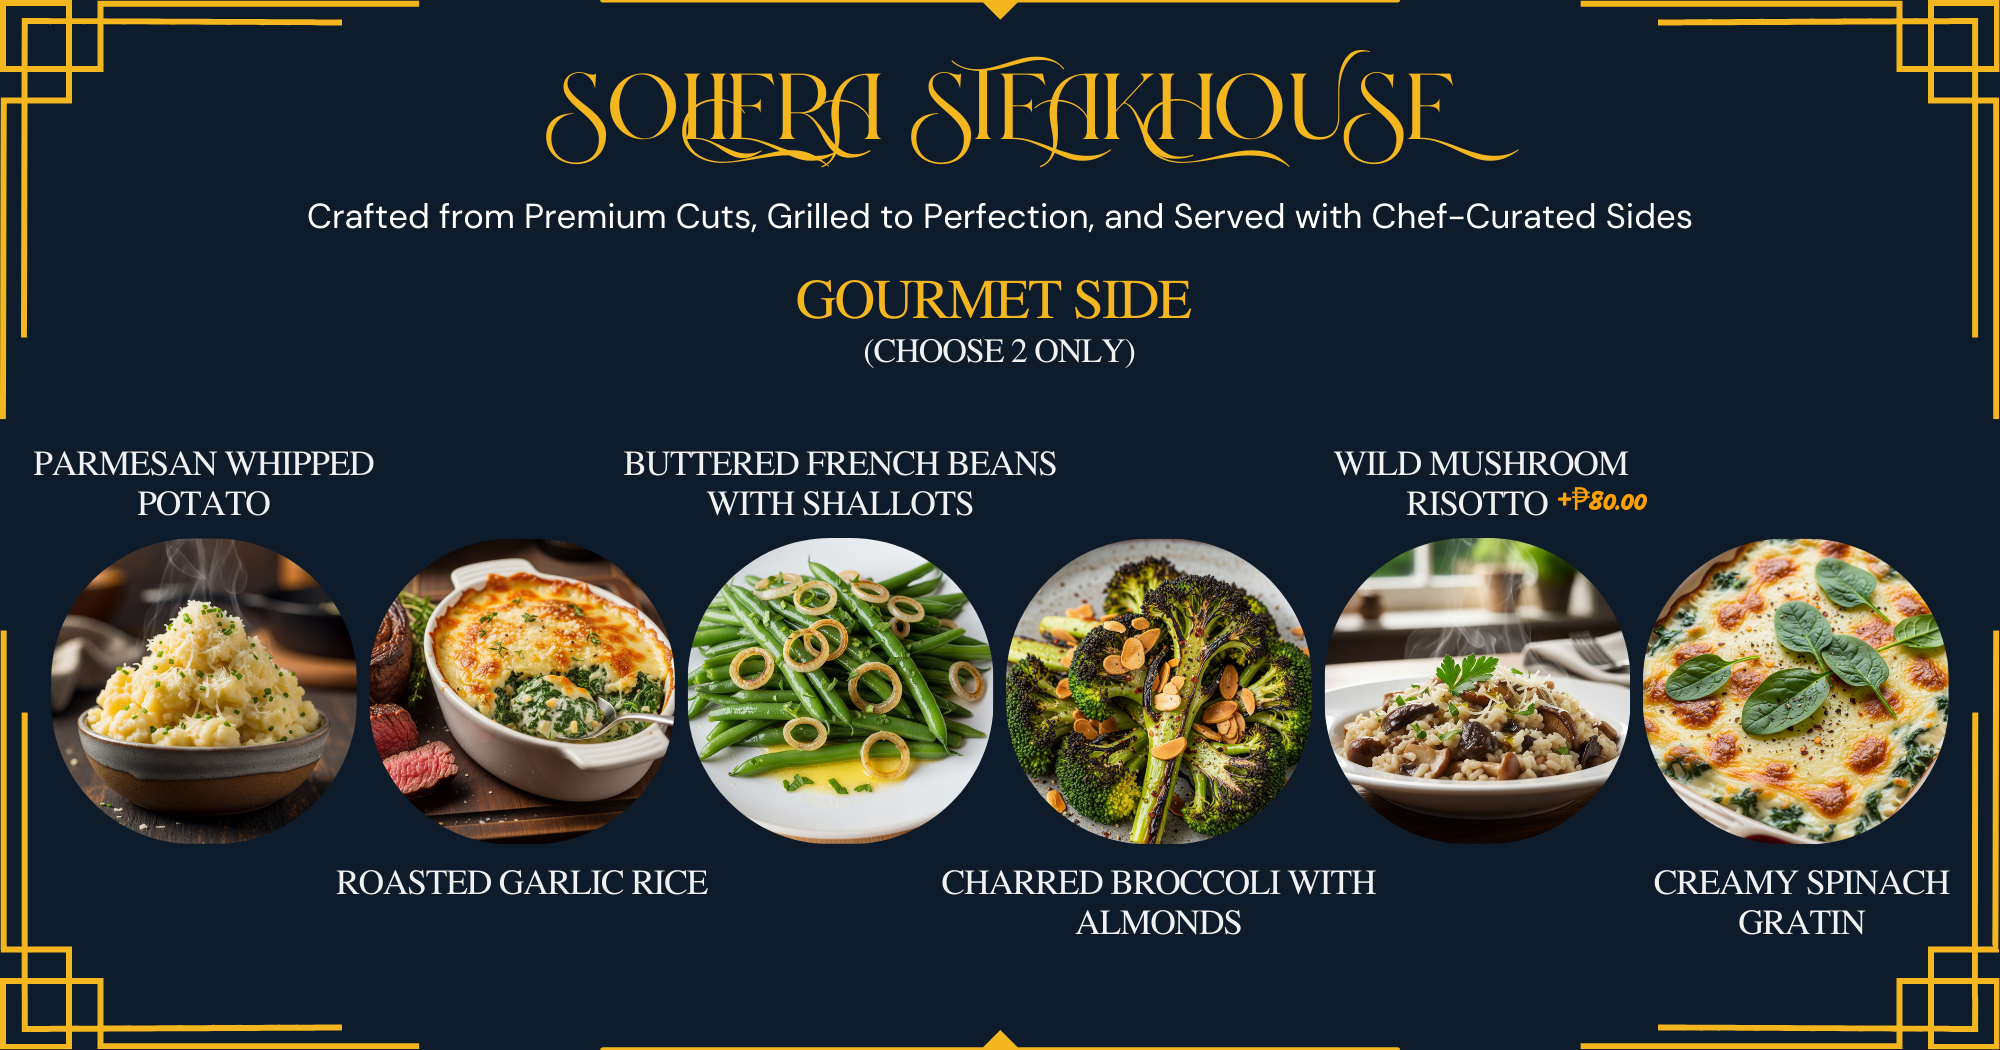 SOHERA STEAKHOUSE
Crafted from Premium Cuts, Grilled to Perfection, and Served with Chef-Curated Sides
GOURMET SIDE
(CHOOSE 2 ONLY)
PARMESAN WHIPPED
POTATO
BUTTERED FRENCH BEANS
WITH SHALLOTS
WILD MUSHROOM
RISOTTO +₱80.00
ROASTED GARLIC RICE
CHARRED BROCCOLI WITH
ALMONDS
CREAMY SPINACH
GRATIN